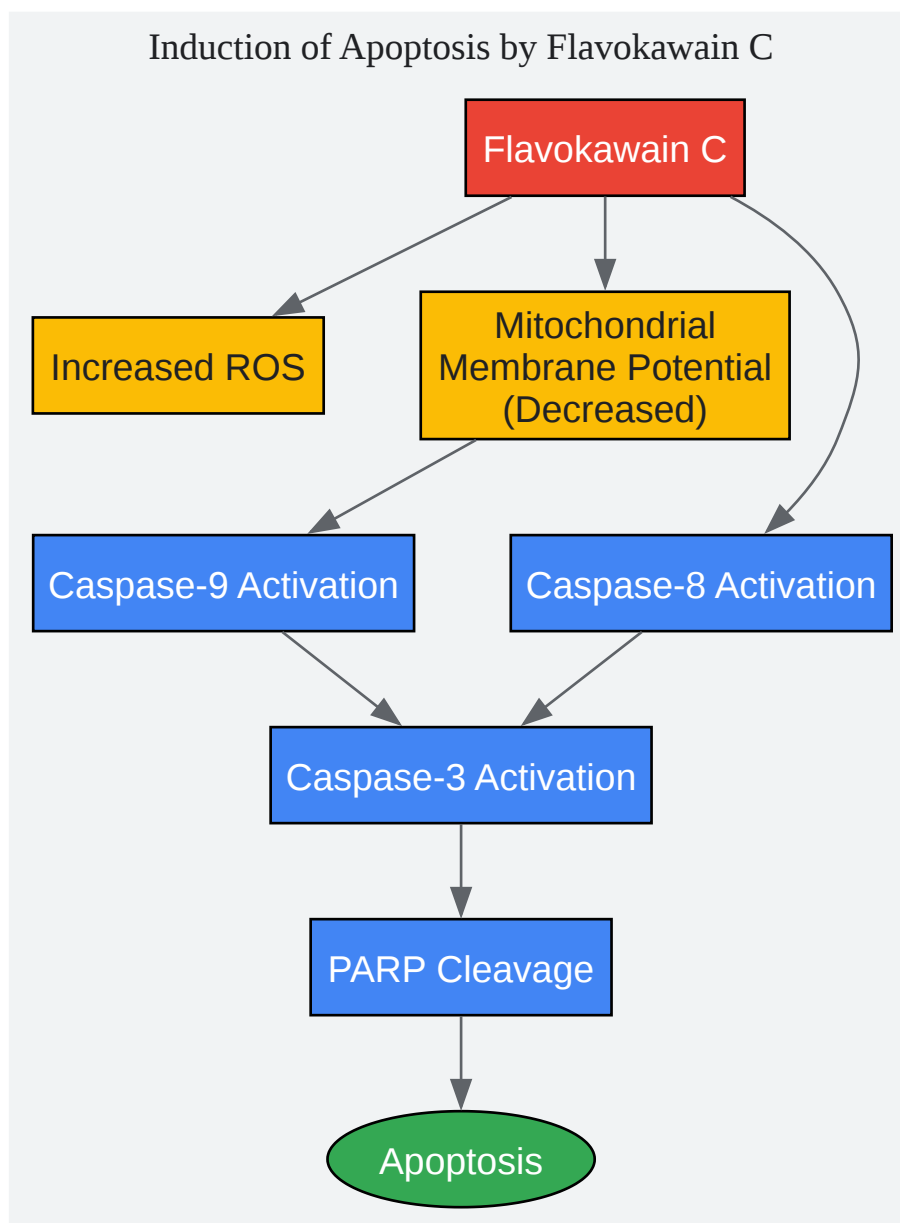 Induction of Apoptosis by Flavokawain C
Flavokawain C
Increased ROS
Mitochondrial
Membrane Potential
(Decreased)
Caspase-9 Activation
Caspase-8 Activation
Caspase-3 Activation
PARP Cleavage
Apoptosis